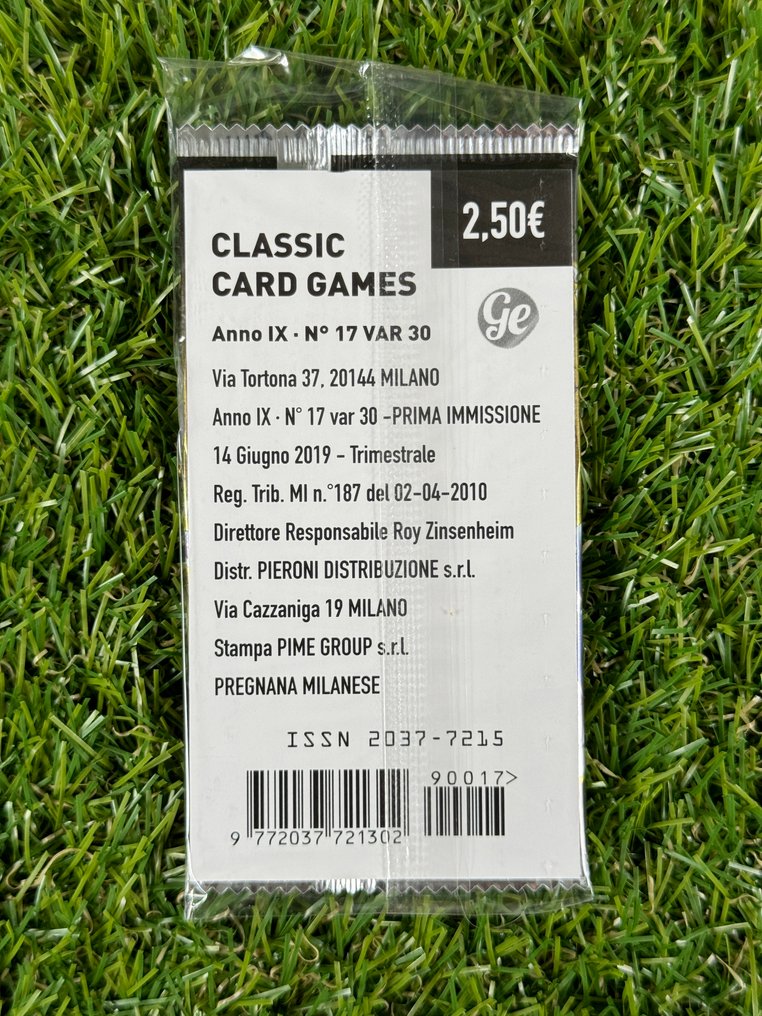 2,50€
CLASSIC
CARD GAMES
Ge
Anno IX · N° 17 VAR 30
Via Tortona 37, 20144 MILANO
Anno IX · N° 17 var 30 -PRIMA IMMISSIONE
14 Giugno 2019 - Trimestrale
Reg. Trib. MI n.°187 del 02-04-2010
Direttore Responsabile Roy Zinsenheim
Distr. PIERONI DISTRIBUZIONE s.r.l.
Via Cazzaniga 19 MILANO
Stampa PIME GROUP s.r.l.
PREGNANA MILANESE
ISSN 2037-7215
90017>
9 772037 721302